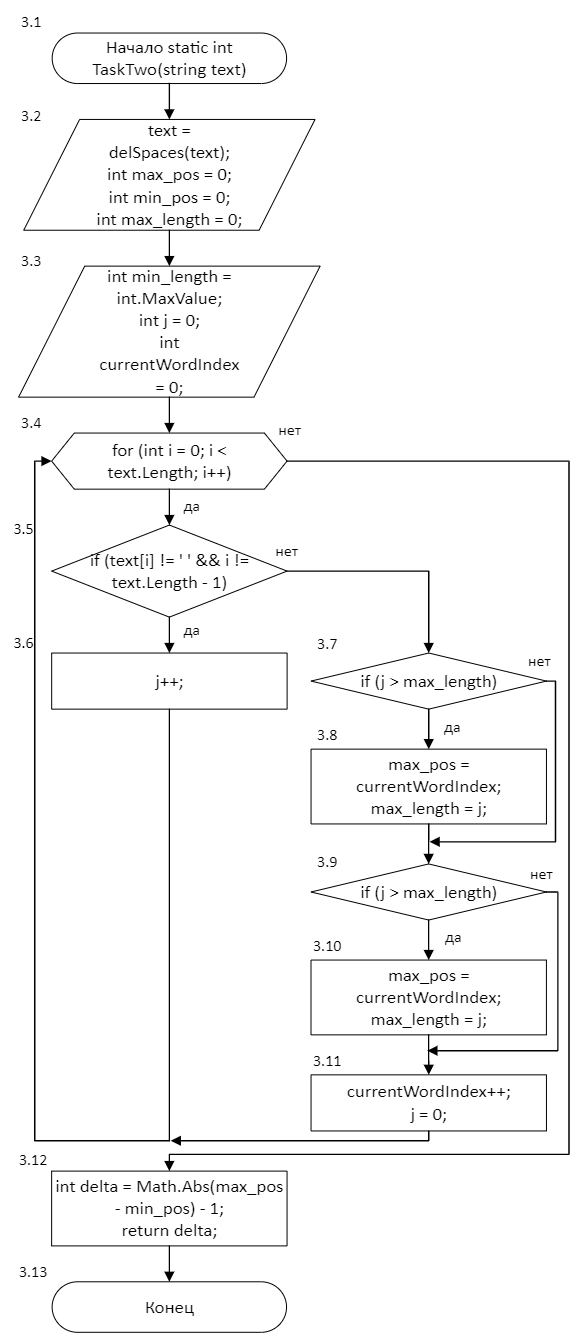 3.1
Начало static int
TaskTwo(string text)
3.2
text =
delSpaces(text);
int max_pos = 0;
int min_pos = 0;
int max_length = 0;
3.3
int min_length =
int.MaxValue;
int j = 0;
int
currentWordIndex
= 0;
3.4
for (int i = 0; i <
text.Length; i++)
нет
да
3.5
if (text[i] != ' ' && i !=
text.Length - 1)
нет
да
3.6
j++;
3.7
if (j > max_length)
нет
да
3.8
max_pos =
currentWordIndex;
max_length = j;
3.9
if (j > max_length)
нет
да
3.10
max_pos =
currentWordIndex;
max_length = j;
3.11
currentWordIndex++;
j = 0;
3.12
int delta = Math.Abs(max_pos
- min_pos) - 1;
return delta;
3.13
Конец